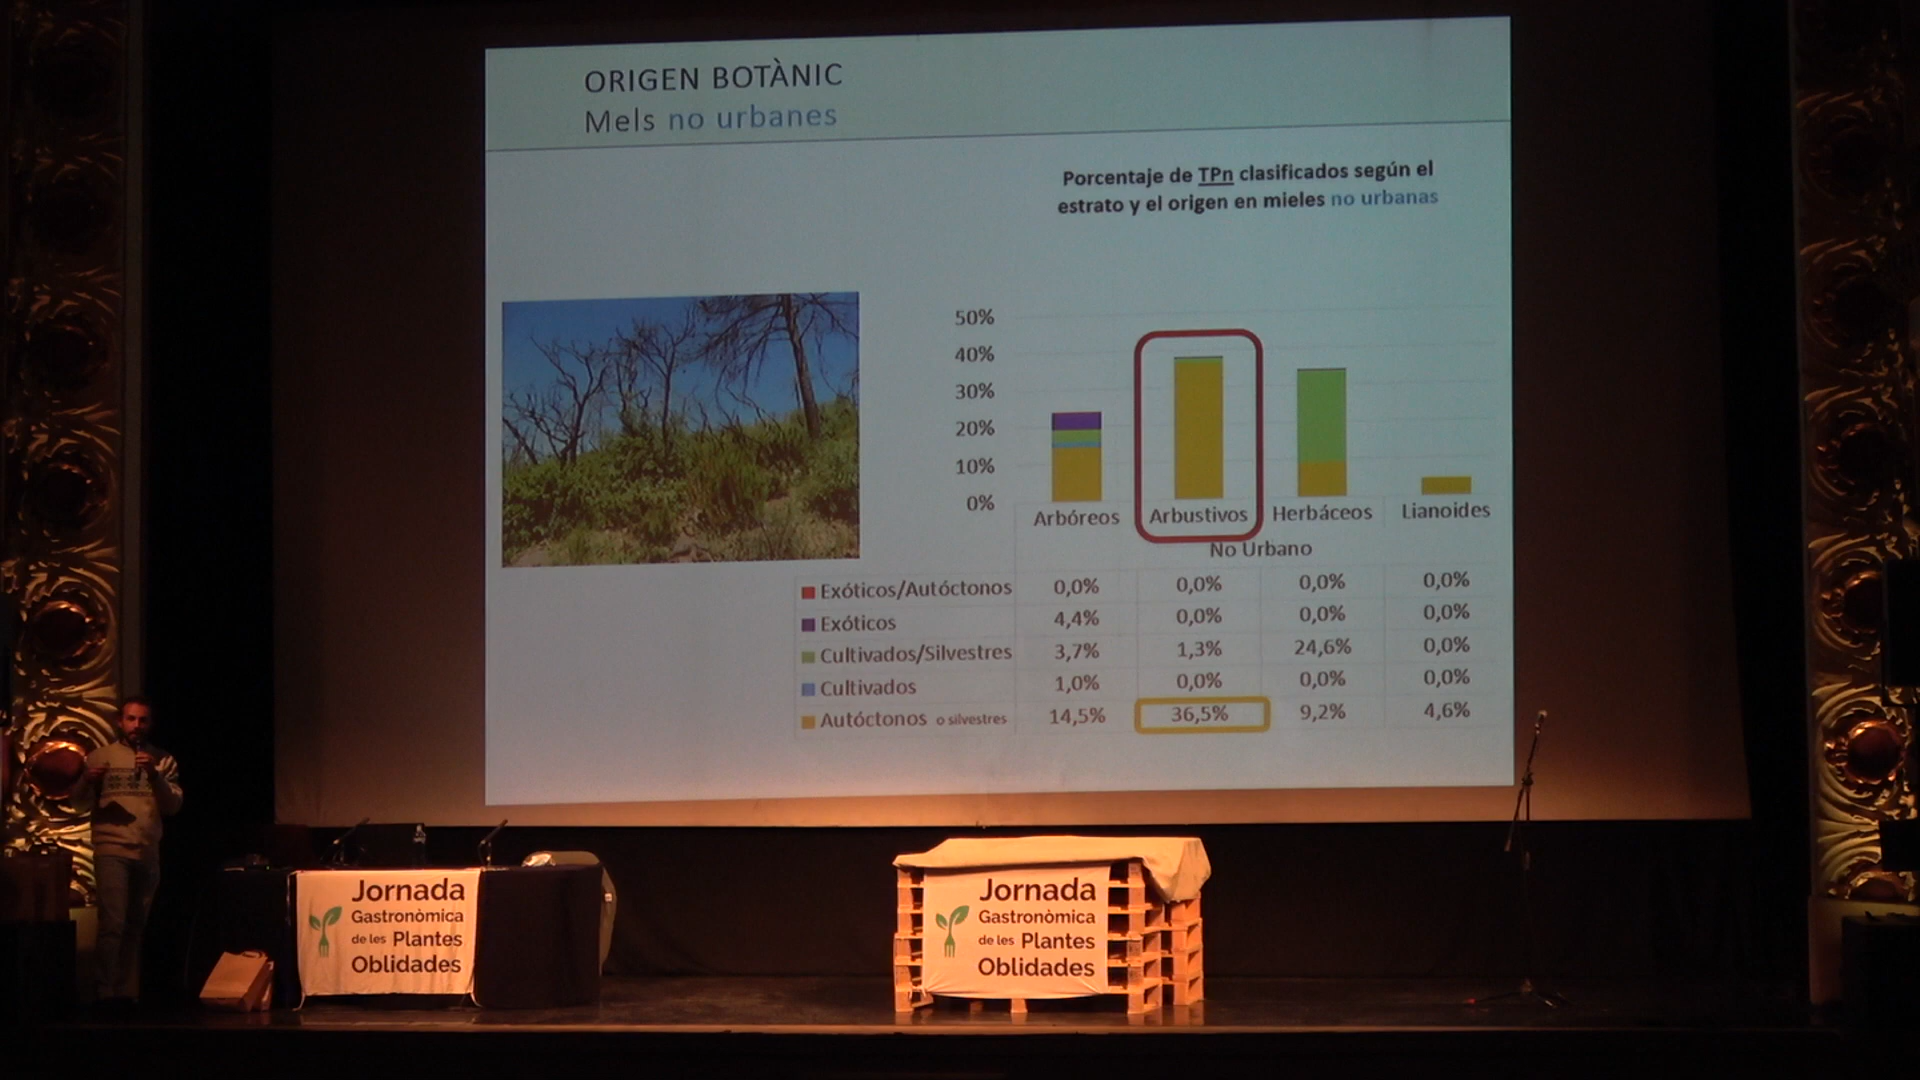 ORIGEN BOTÀNIC
Mels no urbanes
Porcentaje de TPn clasificados según el
estrato y el origen en mieles no urbanas
50%
40%
30%
20%
10%
0%
Arbóreos Arbustivos Herbáceos Lianoides
No Urbano
Exóticos/Autóctonos 0,0% 0,0% 0,0% 0,0%
Exóticos 4,4% 0,0% 0,0% 0,0%
Cultivados/Silvestres 3,7% 1,3% 24,6% 0,0%
Cultivados 1,0% 0,0% 0,0% 0,0%
Autóctonos o silvestres 14,5% 36,5% 9,2% 4,6%
Jornada
Gastronòmica
de les Plantes
Oblidades
Jornada
Gastronòmica
de les Plantes
Oblidades